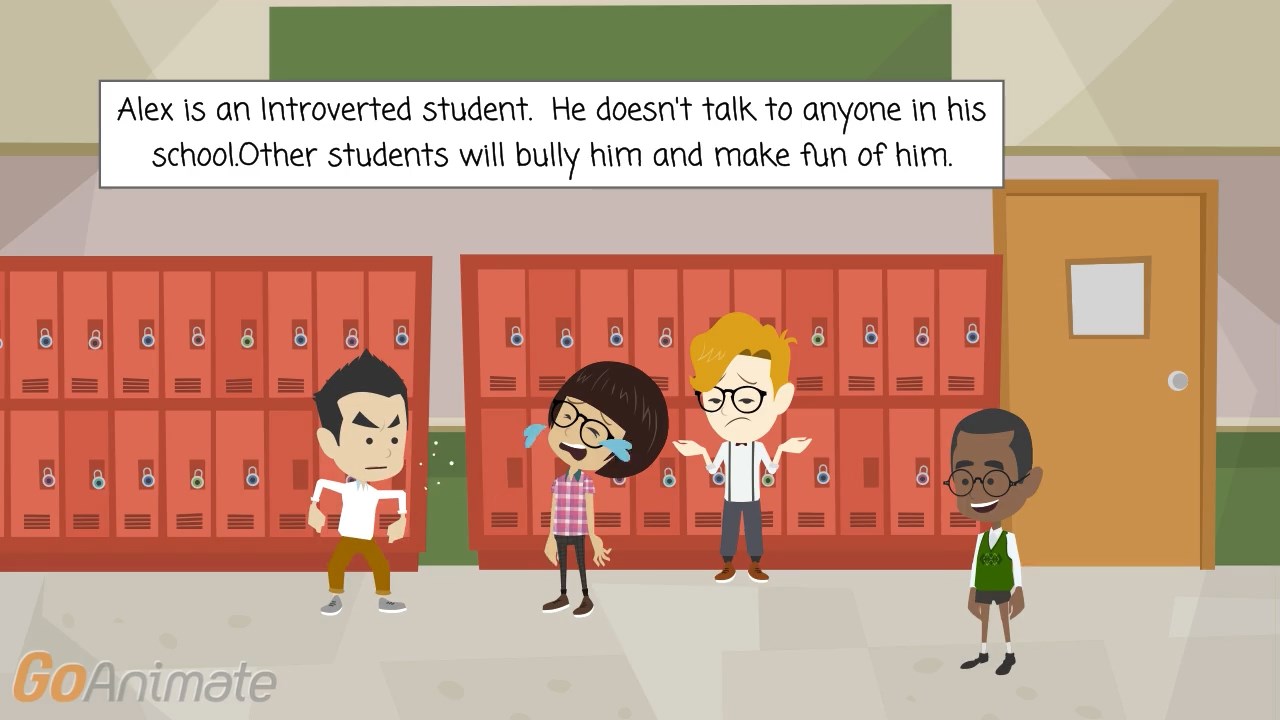 Alex is an Introverted student.  He doesn't talk to anyone in his
school.Other students will bully him and make fun of him.
GoAnimate